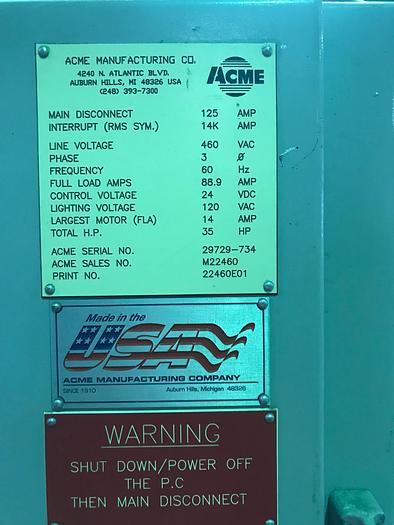 ACME MANUFACTURING CO.
4240 N. ATLANTIC BLVD.
AUBURN HILLS, MI 48326 USA
(248) 393-7300
ACME
MAIN DISCONNECT 125 AMP
INTERRUPT (RMS SYM.) 14K AMP
LINE VOLTAGE 460 VAC
PHASE 3 Ø
FREQUENCY 60 Hz
FULL LOAD AMPS 88.9 AMP
CONTROL VOLTAGE 24 VDC
LIGHTING VOLTAGE 120 VAC
LARGEST MOTOR (FLA) 14 AMP
TOTAL H.P. 35 HP
ACME SERIAL NO. 29729-734
ACME SALES NO. M22460
PRINT NO. 22460E01
Made in the
USA
ACME MANUFACTURING COMPANY
SINCE 1910 Auburn Hills, Michigan 48326
WARNING
SHUT DOWN/POWER OFF
THE P.C
THEN MAIN DISCONNECT